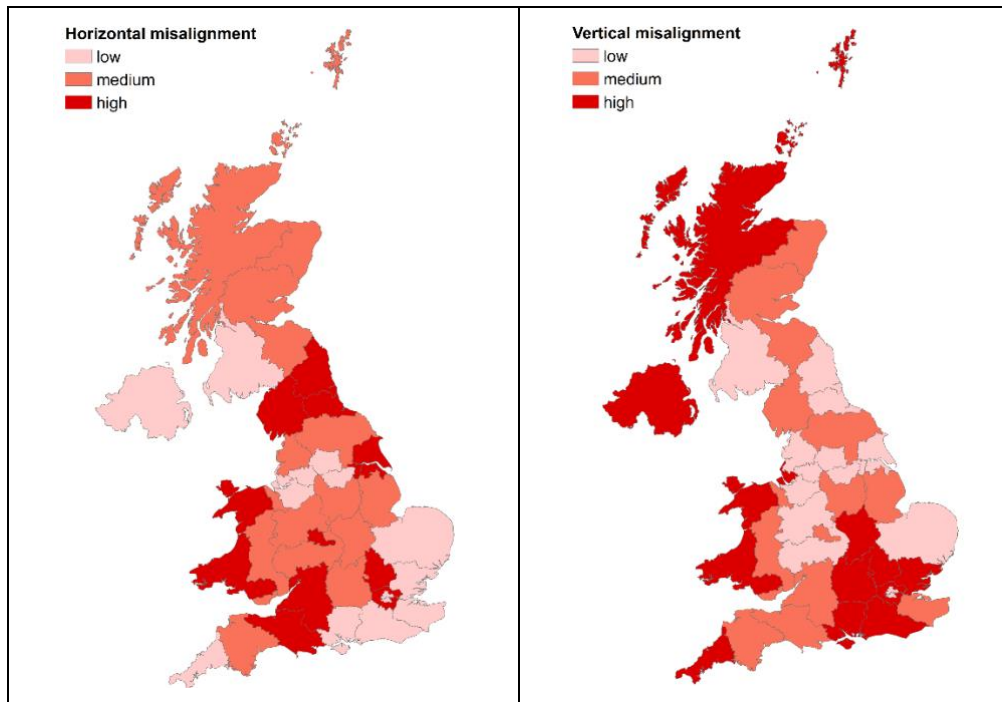 Horizontal misalignment
low
medium
high
Vertical misalignment
low
medium
high